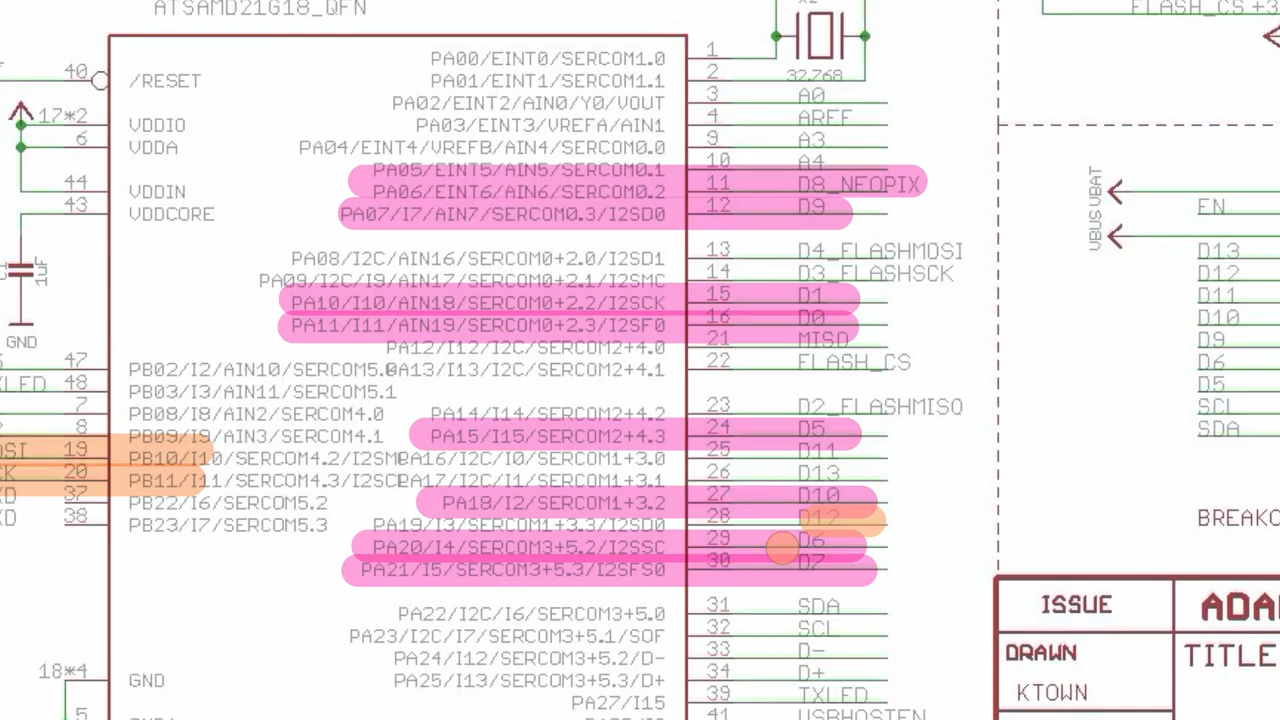 ATSAMD21G18_QFN
FLASH_CS +3
40
/RESET
17*2
VDDIO
6
VDDA
44
VDDIN
43
VDDCORE
1uF
GND
47
PB02/I2/AIN10/SERCOM5.0
XLED
48
PB03/I3/AIN11/SERCOM5.1
7
PB08/I8/AIN2/SERCOM4.0
8
PB09/I9/AIN3/SERCOM4.1
OSI
19
PB10/I10/SERCOM4.2/I2SM
CK
20
PB11/I11/SERCOM4.3/I2SC
XD
37
PB22/I6/SERCOM5.2
XD
38
PB23/I7/SERCOM5.3
18*4
GND
5
PA00/EINT0/SERCOM1.0
1
PA01/EINT1/SERCOM1.1
2
32.768
PA02/EINT2/AIN0/Y0/VOUT
3
A0
PA03/EINT3/VREFA/AIN1
4
AREF
PA04/EINT4/VREFB/AIN4/SERCOM0.0
9
A3
PA05/EINT5/AIN5/SERCOM0.1
10
A4
PA06/EINT6/AIN6/SERCOM0.2
11
D8_NEOPIX
PA07/I7/AIN7/SERCOM0.3/I2SD0
12
D9
PA08/I2C/AIN16/SERCOM0+2.0/I2SD1
13
D4_FLASHMOSI
PA09/I2C/I9/AIN17/SERCOM0+2.1/I2SMC
14
D3_FLASHSCK
PA10/I10/AIN18/SERCOM0+2.2/I2SCK
15
D1
PA11/I11/AIN19/SERCOM0+2.3/I2SF0
16
D0
PA12/I12/I2C/SERCOM2+4.0
21
MISO
PA13/I13/I2C/SERCOM2+4.1
22
FLASH_CS
PA14/I14/SERCOM2+4.2
23
D2_FLASHMISO
PA15/I15/SERCOM2+4.3
24
D5
PA16/I2C/I0/SERCOM1+3.0
25
D11
PA17/I2C/I1/SERCOM1+3.1
26
D13
PA18/I2/SERCOM1+3.2
27
D10
PA19/I3/SERCOM1+3.3/I2SD0
28
D12
PA20/I4/SERCOM3+5.2/I2SSC
29
D6
PA21/I5/SERCOM3+5.3/I2SFS0
30
D7
PA22/I2C/I6/SERCOM3+5.0
31
SDA
PA23/I2C/I7/SERCOM3+5.1/SOF
32
SCL
PA24/I12/SERCOM3+5.2/D-
33
D-
PA25/I13/SERCOM3+5.3/D+
34
D+
PA27/I15
39
TXLED
41
USBHOSTEN
VBAT
VBUS
EN
D13
D12
D11
D10
D9
D6
D5
SCL
SDA
BREAKO
ISSUE
ADA
DRAWN
TITLE
KTOWN